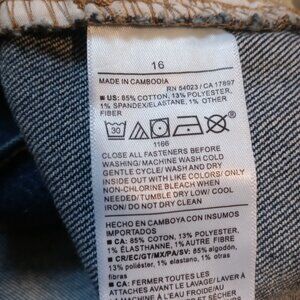 16
MADE IN CAMBODIA
RN 54023 / CA 17897
■ US: 85% COTTON, 13% POLYESTER,
1% SPANDEX/ELASTANE, 1% OTHER
FIBER
30
1166
CLOSE ALL FASTENERS BEFORE
WASHING/MACHINE WASH COLD
GENTLE CYCLE/ WASH AND DRY
INSIDE OUT WITH LIKE COLORS/ ONLY
NON-CHLORINE BLEACH WHEN
NEEDED/TUMBLE DRY LOW/ COOL
IRON/ DO NOT DRY CLEAN
HECHO EN CAMBOYA CON INSUMOS
IMPORTADOS
■ CA: 85% COTON, 13% POLYESTER,
1% ÉLASTHANNE, 1% AUTRE FIBRE
■ CR/EC/GT/MX/PA/SV: 85% algodón,
13% poliéster, 1% elastano, 1% otras
fibras
■ CA: FERMER TOUTES LES
ATTACHES AVANT LE LAVAGE/ LAVER À
LA MACHINE À L'EAU FROIDE/AU